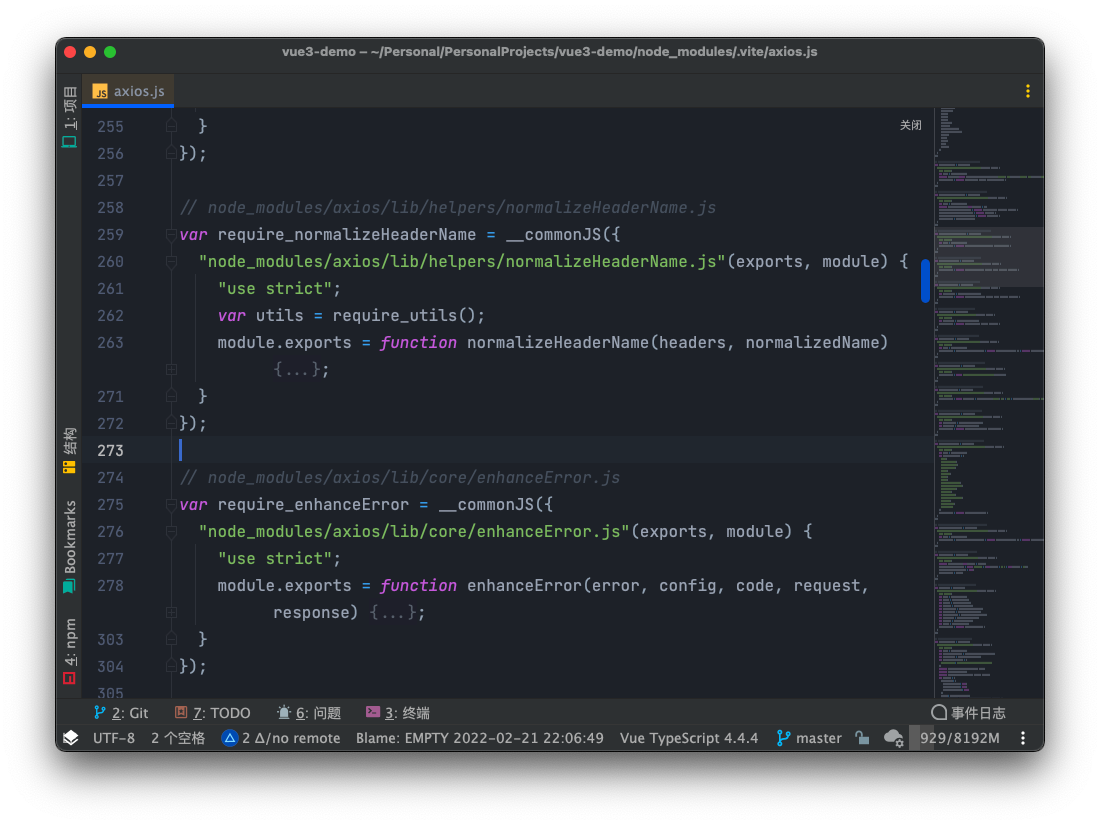 vue3-demo – ~/Personal/PersonalProjects/vue3-demo/node_modules/.vite/axios.js
1: 项目
JS axios.js
关闭
255 }
256 });
257
258 // node_modules/axios/lib/helpers/normalizeHeaderName.js
259 var require_normalizeHeaderName = __commonJS({
260 "node_modules/axios/lib/helpers/normalizeHeaderName.js"(exports, module) {
261 "use strict";
262 var utils = require_utils();
263 module.exports = function normalizeHeaderName(headers, normalizedName)
{...};
271 }
272 });
273
274 // node_modules/axios/lib/core/enhanceError.js
275 var require_enhanceError = __commonJS({
276 "node_modules/axios/lib/core/enhanceError.js"(exports, module) {
277 "use strict";
278 module.exports = function enhanceError(error, config, code, request,
response) {...};
303 }
304 });
305
结构
Bookmarks
4: npm
2: Git 7: TODO 6: 问题 3: 终端 事件日志
UTF-8 2 个空格 2 Δ/no remote Blame: EMPTY 2022-02-21 22:06:49 Vue TypeScript 4.4.4 master 929/8192M